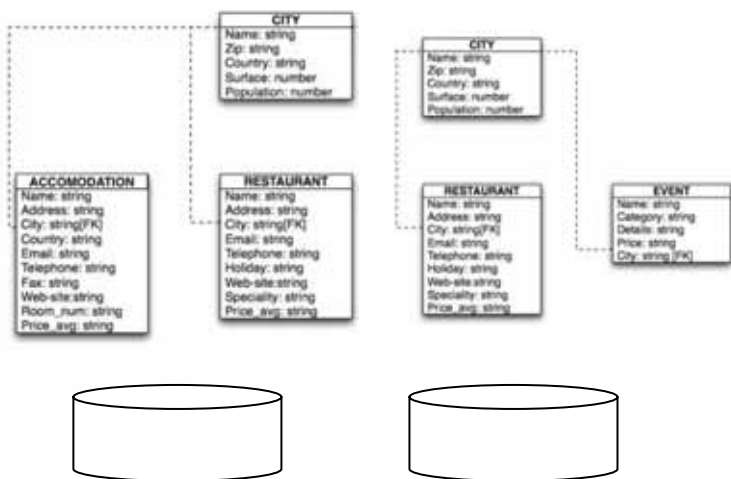 CITY
Name: string
Zip: string
Country: string
Surface: number
Population: number
ACCOMODATION
Name: string
Address: string
City: string[FK]
Country: string
Email: string
Telephone: string
Fax: string
Web-site:string
Room_num: string
Price_avg: string
RESTAURANT
Name: string
Address: string
City: string[FK]
Email: string
Telephone: string
Holiday: string
Web-site:string
Speciality: string
Price_avg: string
CITY
Name: string
Zip: string
Country: string
Surface: number
Population: number
RESTAURANT
Name: string
Address: string
City: string[FK]
Email: string
Telephone: string
Holiday: string
Web-site:string
Speciality: string
Price_avg: string
EVENT
Name: string
Category: string
Details: string
Price: string
City: string [FK]